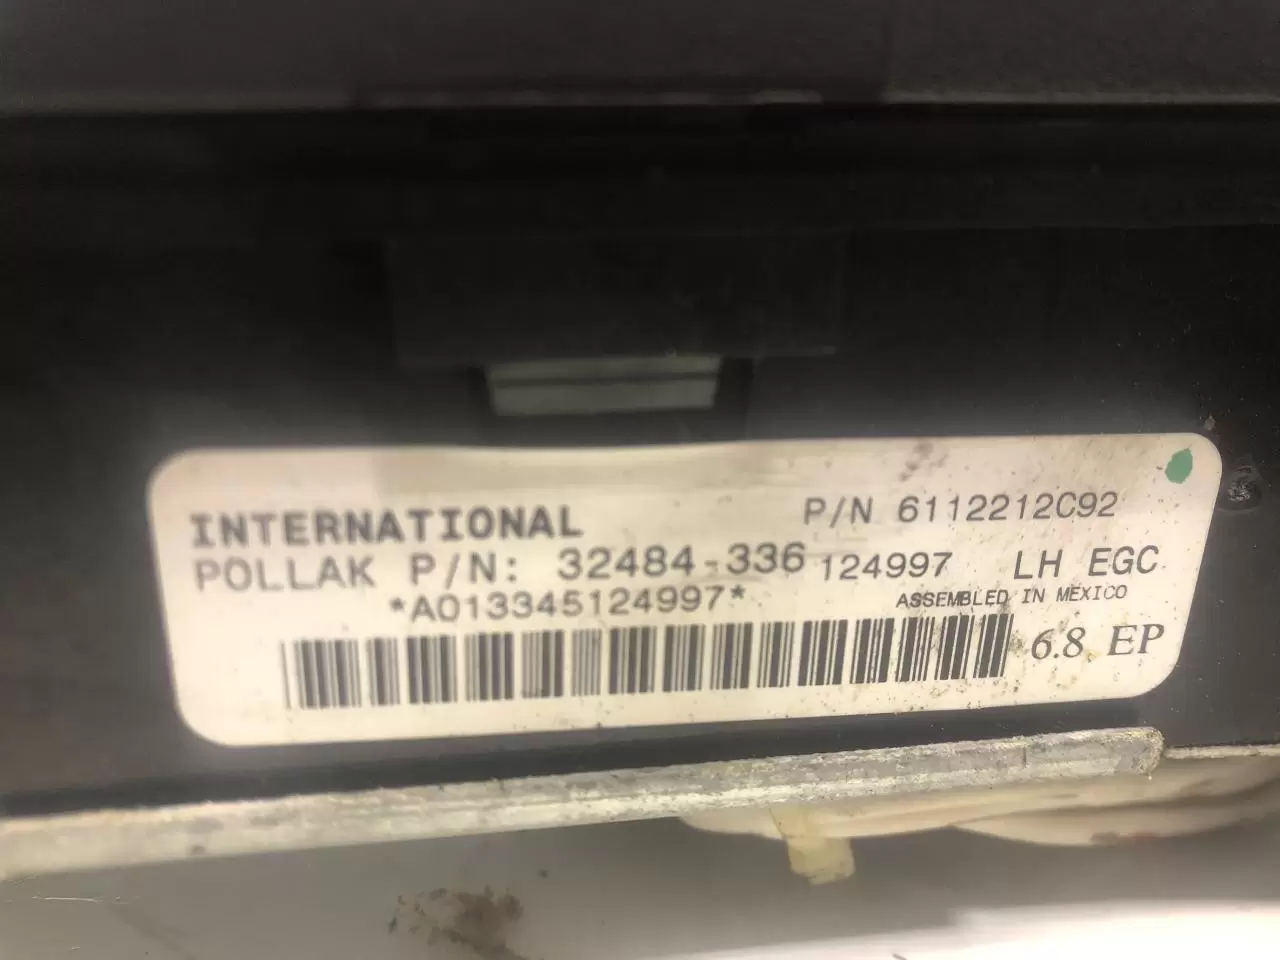 INTERNATIONAL P/N 6112212C92
POLLAK P/N: 32484-336 124997 LH EGC
*A013345124997* ASSEMBLED IN MEXICO
6.8 EP